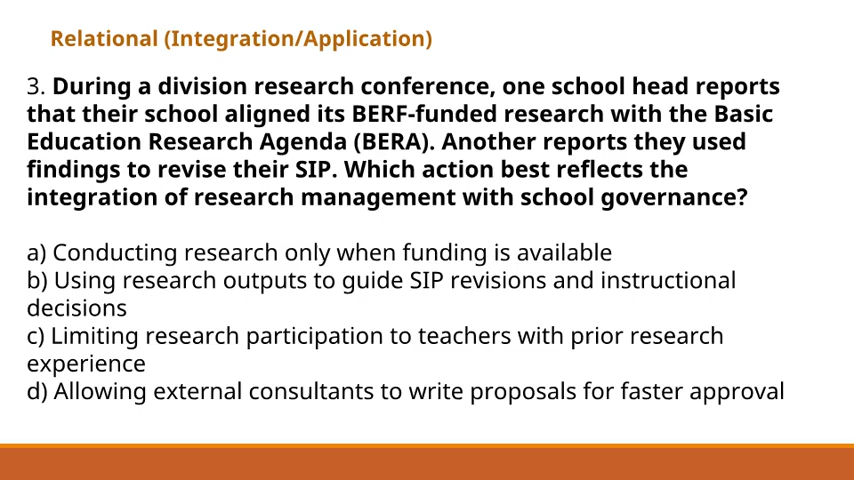 Relational (Integration/Application)
3. During a division research conference, one school head reports
that their school aligned its BERF-funded research with the Basic
Education Research Agenda (BERA). Another reports they used
findings to revise their SIP. Which action best reflects the
integration of research management with school governance?
a) Conducting research only when funding is available
b) Using research outputs to guide SIP revisions and instructional
decisions
c) Limiting research participation to teachers with prior research
experience
d) Allowing external consultants to write proposals for faster approval